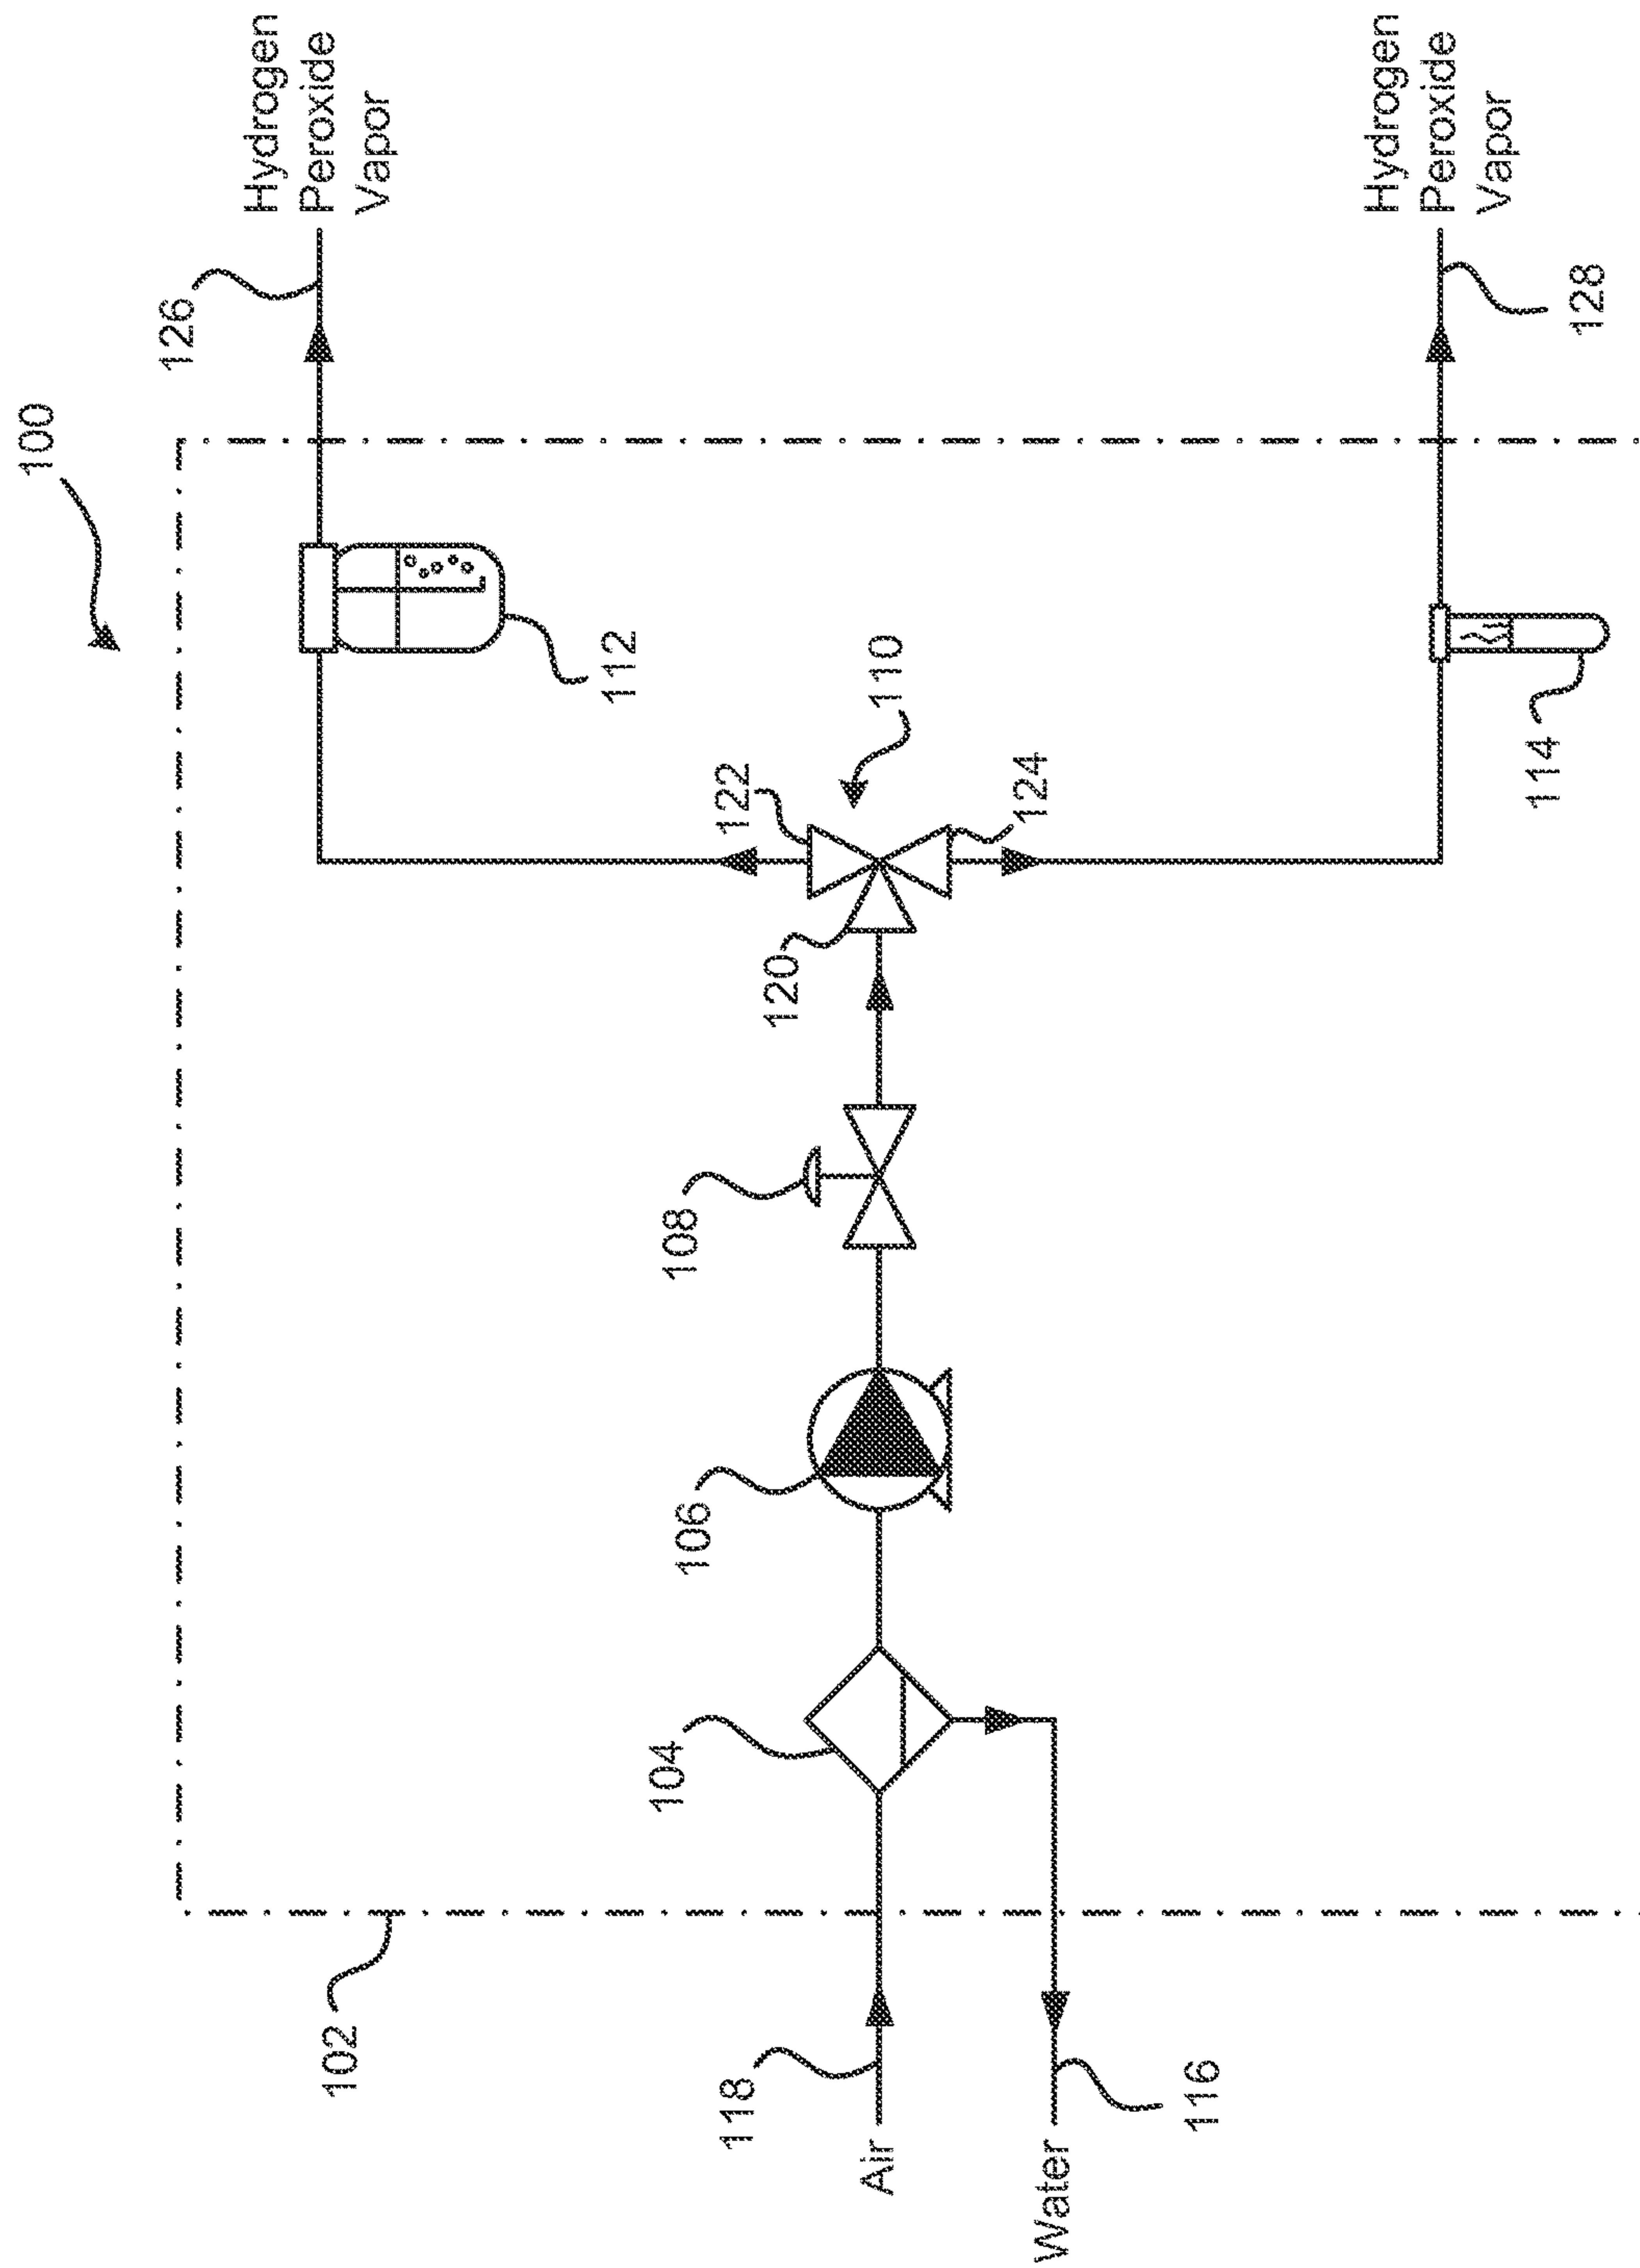 100
126
Hydrogen
Peroxide
Vapor
112
122
110
120
124
108
106
104
102
118
Air
Water
116
114
128
Hydrogen
Peroxide
Vapor